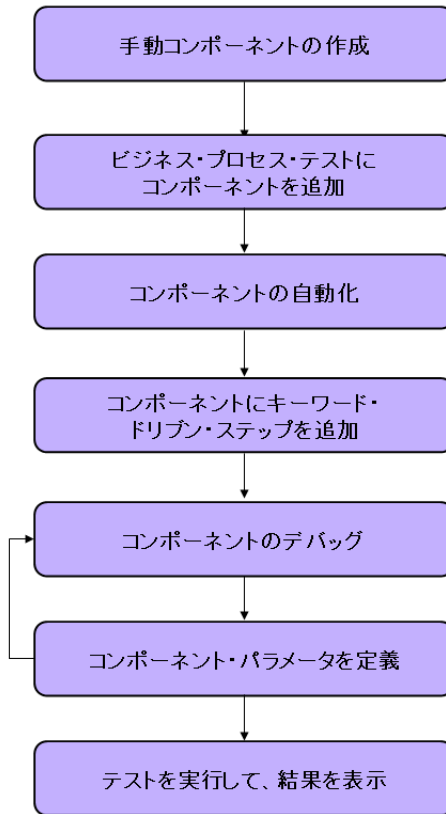 手動コンポーネントの作成
ビジネス・プロセス・テストに
コンポーネントを追加
コンポーネントの自動化
コンポーネントにキーワード・
ドリブン・ステップを追加
コンポーネントのデバッグ
コンポーネント・パラメータを定義
テストを実行して、結果を表示